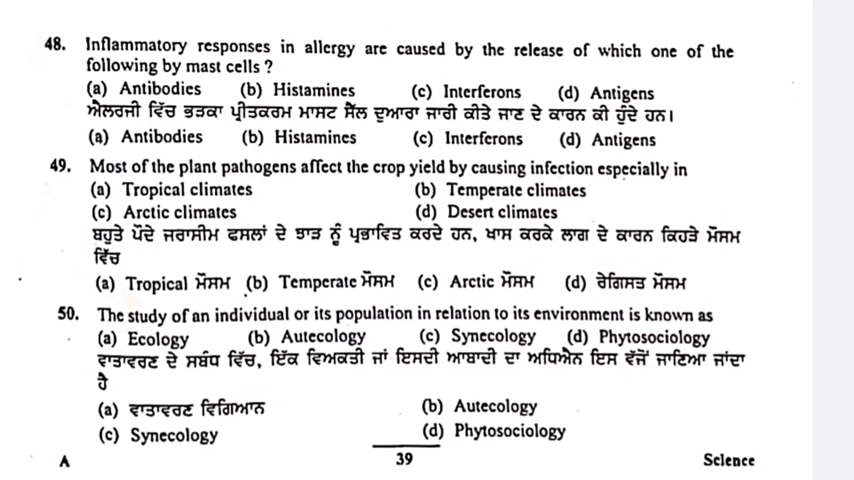 48. Inflammatory responses in allergy are caused by the release of which one of the
following by mast cells ?
(a) Antibodies (b) Histamines (c) Interferons (d) Antigens
ਐਲਰਜੀ ਵਿੱਚ ਭੜਕਾ ਪ੍ਰੀਤਕਰਮ ਮਾਸਟ ਸੈੱਲ ਦੁਆਰਾ ਜਾਰੀ ਕੀਤੇ ਜਾਣ ਦੇ ਕਾਰਨ ਕੀ ਹੁੰਦੇ ਹਨ।
(a) Antibodies (b) Histamines (c) Interferons (d) Antigens
49. Most of the plant pathogens affect the crop yield by causing infection especially in
(a) Tropical climates (b) Temperate climates
(c) Arctic climates (d) Desert climates
ਬਹੁਤੇ ਪੌਦੇ ਜਰਾਸੀਮ ਫਸਲਾਂ ਦੇ ਝਾੜ ਨੂੰ ਪ੍ਰਭਾਵਿਤ ਕਰਦੇ ਹਨ, ਖਾਸ ਕਰਕੇ ਲਾਗ ਦੇ ਕਾਰਨ ਕਿਹੜੇ ਮੌਸਮ
ਵਿੱਚ
(a) Tropical ਮੌਸਮ (b) Temperate ਮੌਸਮ (c) Arctic ਮੌਸਮ (d) ਰੇਗਿਸਤ ਮੌਸਮ
50. The study of an individual or its population in relation to its environment is known as
(a) Ecology (b) Autecology (c) Synecology (d) Phytosociology
ਵਾਤਾਵਰਣ ਦੇ ਸਬੰਧ ਵਿੱਚ, ਇੱਕ ਵਿਅਕਤੀ ਜਾਂ ਇਸਦੀ ਆਬਾਦੀ ਦਾ ਅਧਿਐਨ ਇਸ ਵੱਜੋਂ ਜਾਣਿਆ ਜਾਂਦਾ
ਹੈ
(a) ਵਾਤਾਵਰਣ ਵਿਗਿਆਨ (b) Autecology
(c) Synecology (d) Phytosociology
A 39 Science